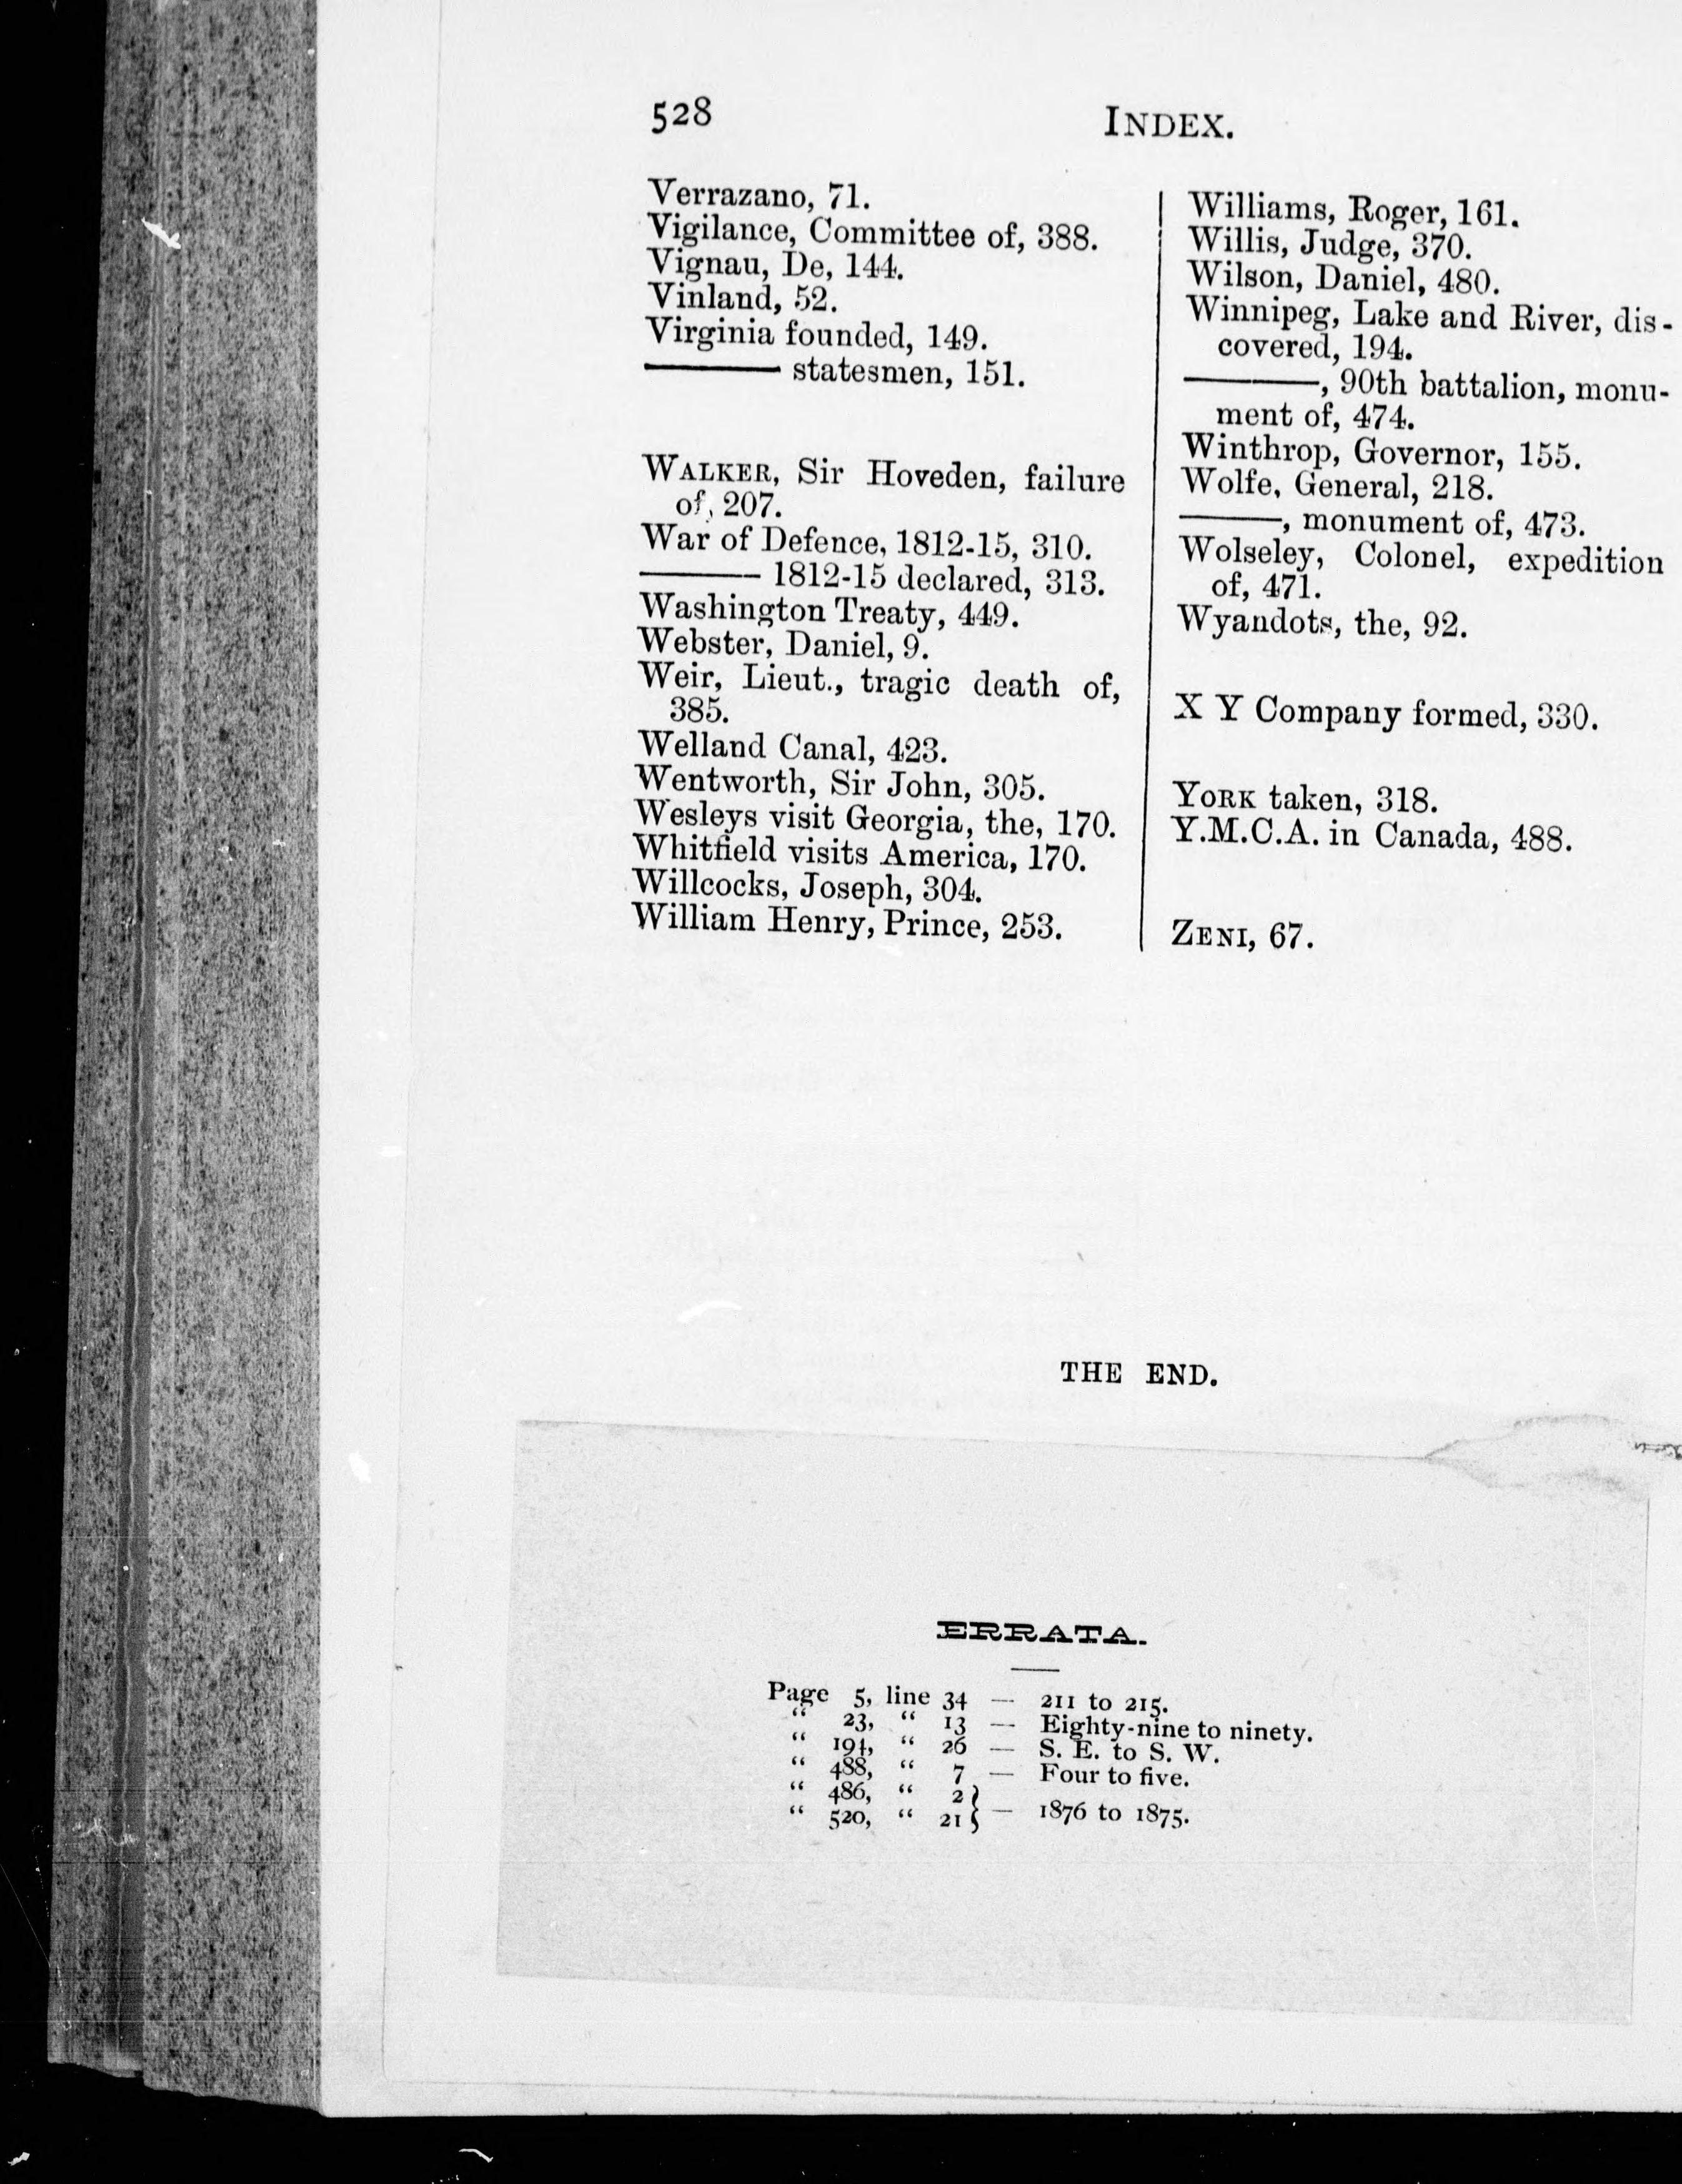 528
INDEX.
Verrazano, 71.
Vigilance, Committee of, 388.
Vignau, De, 144.
Vinland, 52.
Virginia founded, 149.
——— statesmen, 151.
WALKER, Sir Hoveden, failure
of, 207.
War of Defence, 1812-15, 310.
——— 1812-15 declared, 313.
Washington Treaty, 449.
Webster, Daniel, 9.
Weir, Lieut., tragic death of,
385.
Welland Canal, 423.
Wentworth, Sir John, 305.
Wesleys visit Georgia, the, 170.
Whitfield visits America, 170.
Willcocks, Joseph, 304.
William Henry, Prince, 253.
Williams, Roger, 161.
Willis, Judge, 370.
Wilson, Daniel, 480.
Winnipeg, Lake and River, dis-
covered, 194.
———, 90th battalion, monu-
ment of, 474.
Winthrop, Governor, 155.
Wolfe, General, 218.
———, monument of, 473.
Wolseley, Colonel, expedition
of, 471.
Wyandots, the, 92.
X Y Company formed, 330.
YORK taken, 318.
Y.M.C.A. in Canada, 488.
ZENI, 67.
THE END.
ERRATA.
Page 5, line 34 — 211 to 215.
“ 23, “ 13 — Eighty-nine to ninety.
“ 194, “ 26 — S. E. to S. W.
“ 488, “ 7 — Four to five.
“ 486, “ 2 }
“ 520, “ 21 } — 1876 to 1875.